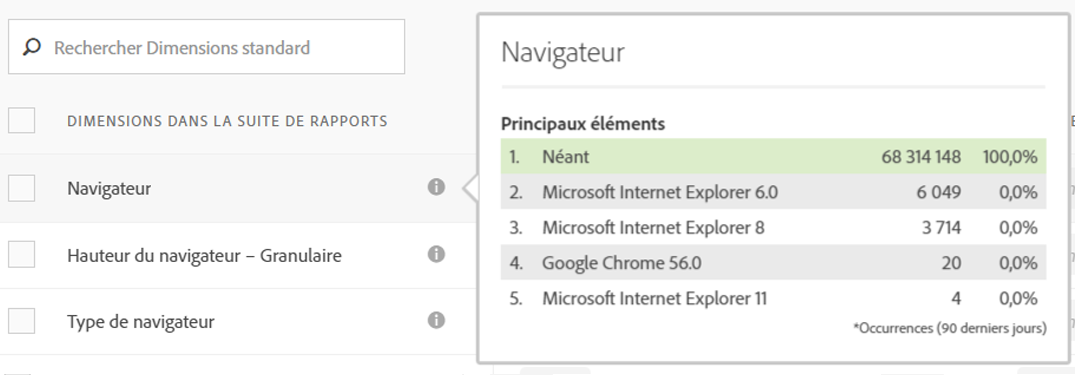 Rechercher Dimensions standard
DIMENSIONS DANS LA SUITE DE RAPPORTS
Navigateur
Hauteur du navigateur – Granulaire
Type de navigateur
Navigateur
Principaux éléments
1. Néant 68 314 148 100,0%
2. Microsoft Internet Explorer 6.0 6 049 0,0%
3. Microsoft Internet Explorer 8 3 714 0,0%
4. Google Chrome 56.0 20 0,0%
5. Microsoft Internet Explorer 11 4 0,0%
*Occurrences (90 derniers jours)